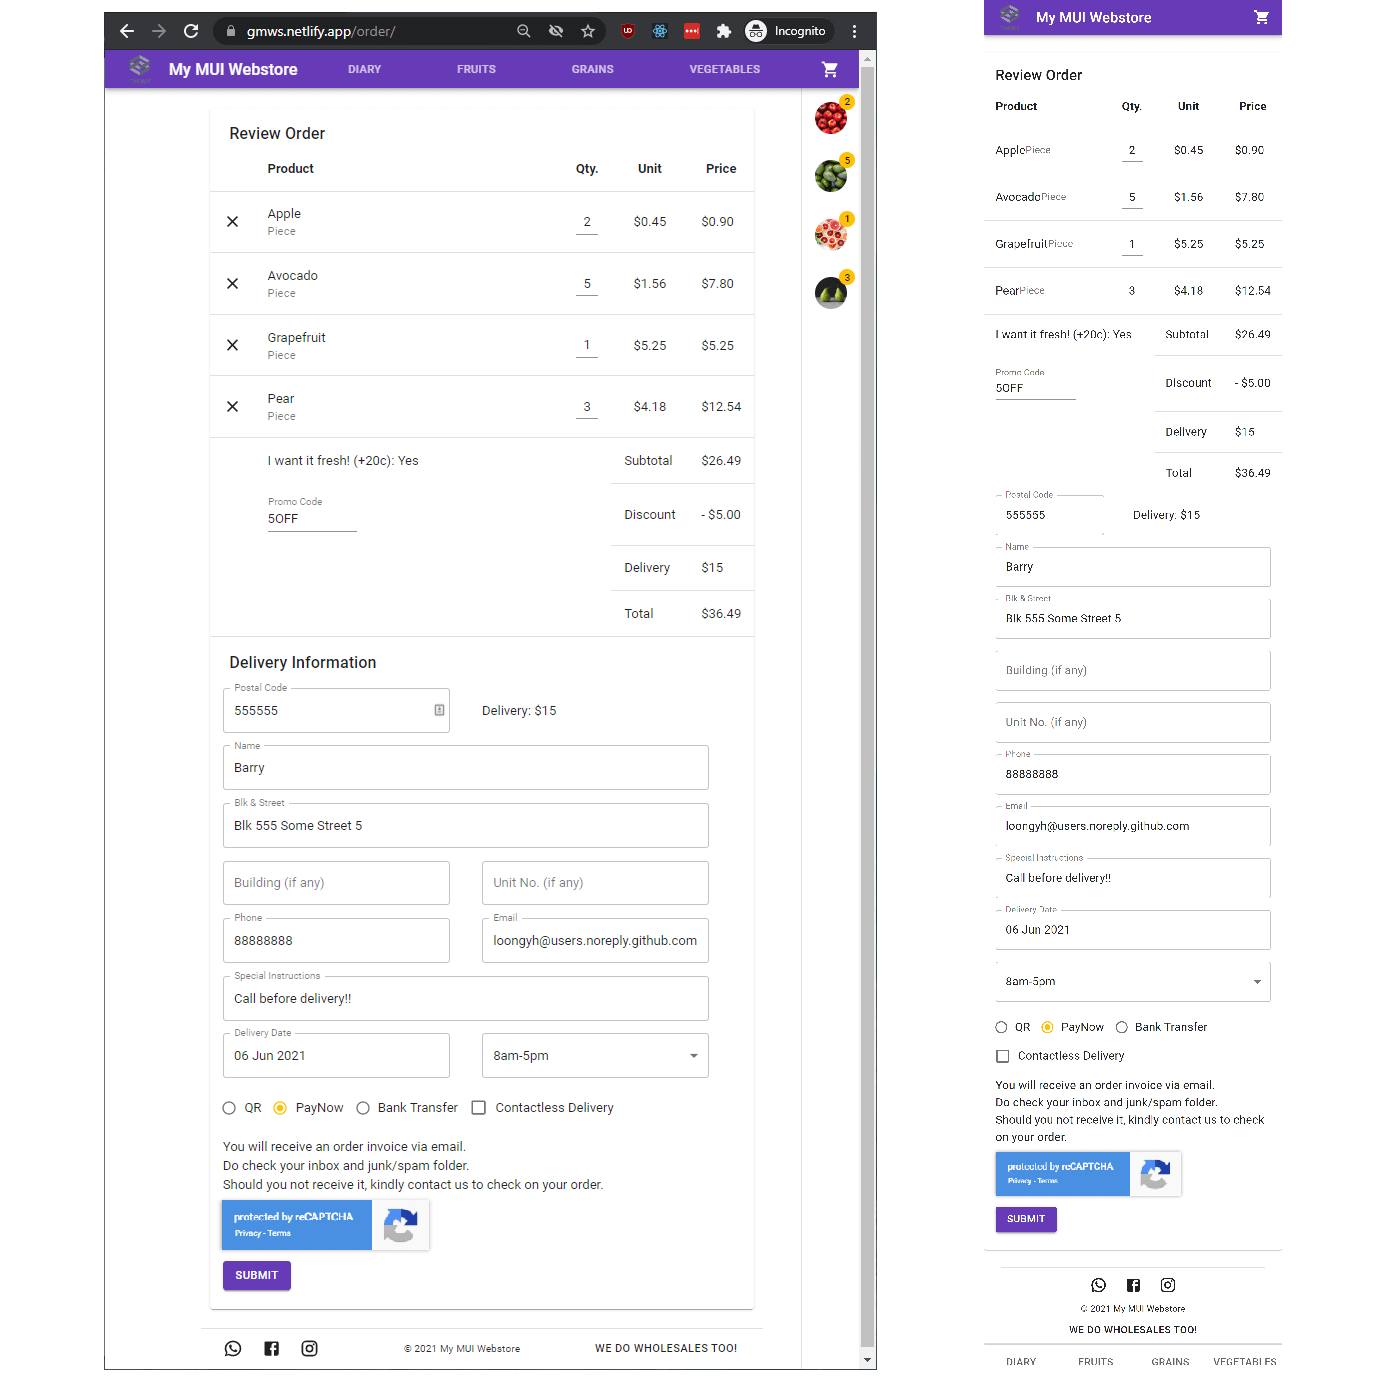 gmws.netlify.app/order/
Incognito
My MUI Webstore DIARY FRUITS GRAINS VEGETABLES
2
5
1
3
Review Order
Product Qty. Unit Price
Apple
Piece
2 $0.45 $0.90
Avocado
Piece
5 $1.56 $7.80
Grapefruit
Piece
1 $5.25 $5.25
Pear
Piece
3 $4.18 $12.54
I want it fresh! (+20c): Yes Subtotal $26.49
Promo Code
5OFF
Discount - $5.00
Delivery $15
Total $36.49
Delivery Information
Postal Code
555555 Delivery: $15
Name
Barry
Blk & Street
Blk 555 Some Street 5
Building (if any) Unit No. (if any)
Phone Email
88888888 loongyh@users.noreply.github.com
Special Instructions
Call before delivery!!
Delivery Date
06 Jun 2021 8am-5pm
QR PayNow Bank Transfer Contactless Delivery
You will receive an order invoice via email.
Do check your inbox and junk/spam folder.
Should you not receive it, kindly contact us to check on your order.
protected by reCAPTCHA
Privacy - Terms
SUBMIT
© 2021 My MUI Webstore WE DO WHOLESALES TOO!
My MUI Webstore
Review Order
Product Qty. Unit Price
ApplePiece 2 $0.45 $0.90
AvocadoPiece 5 $1.56 $7.80
GrapefruitPiece 1 $5.25 $5.25
PearPiece 3 $4.18 $12.54
I want it fresh! (+20c): Yes Subtotal $26.49
Promo Code
5OFF
Discount - $5.00
Delivery $15
Total $36.49
Postal Code
555555 Delivery: $15
Name
Barry
Blk & Street
Blk 555 Some Street 5
Building (if any)
Unit No. (if any)
Phone
88888888
Email
loongyh@users.noreply.github.com
Special Instructions
Call before delivery!!
Delivery Date
06 Jun 2021
8am-5pm
QR PayNow Bank Transfer
Contactless Delivery
You will receive an order invoice via email.
Do check your inbox and junk/spam folder.
Should you not receive it, kindly contact us to check
on your order.
protected by reCAPTCHA
Privacy - Terms
SUBMIT
© 2021 My MUI Webstore
WE DO WHOLESALES TOO!
DIARY FRUITS GRAINS VEGETABLES